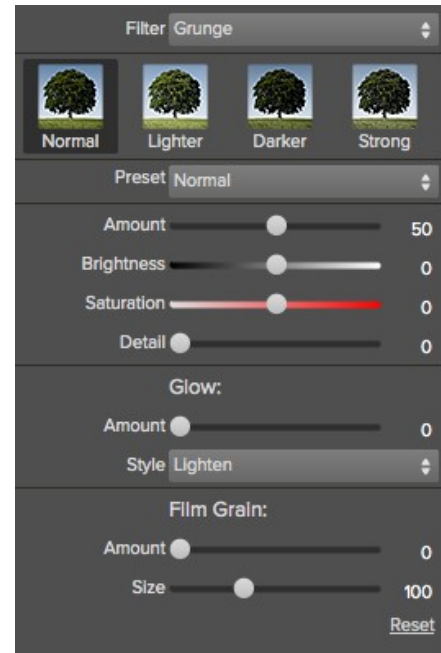 Filter Grunge
Normal Lighter Darker Strong
Preset Normal
Amount 50
Brightness 0
Saturation 0
Detail 0
Glow:
Amount 0
Style Lighten
Film Grain:
Amount 0
Size 100
Reset